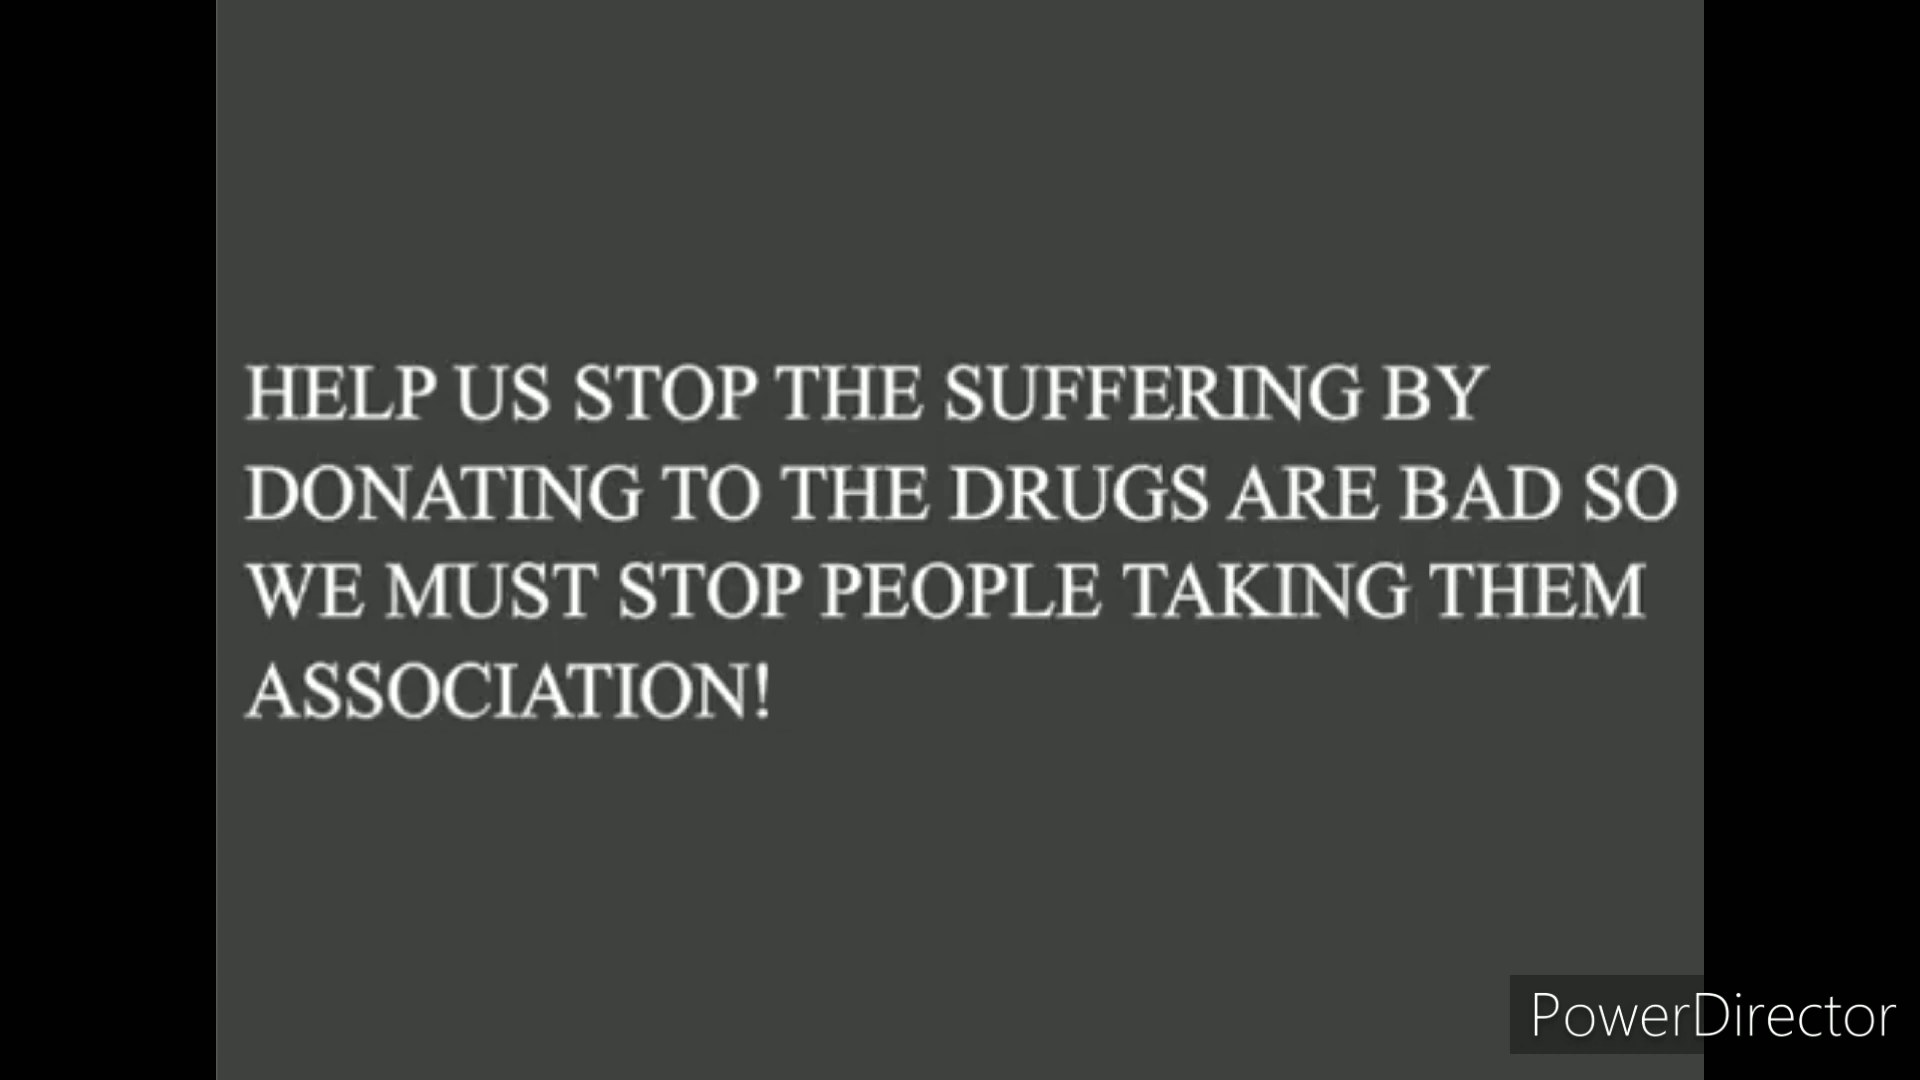 HELP US STOP THE SUFFERING BY
DONATING TO THE DRUGS ARE BAD SO
WE MUST STOP PEOPLE TAKING THEM
ASSOCIATION!
PowerDirector